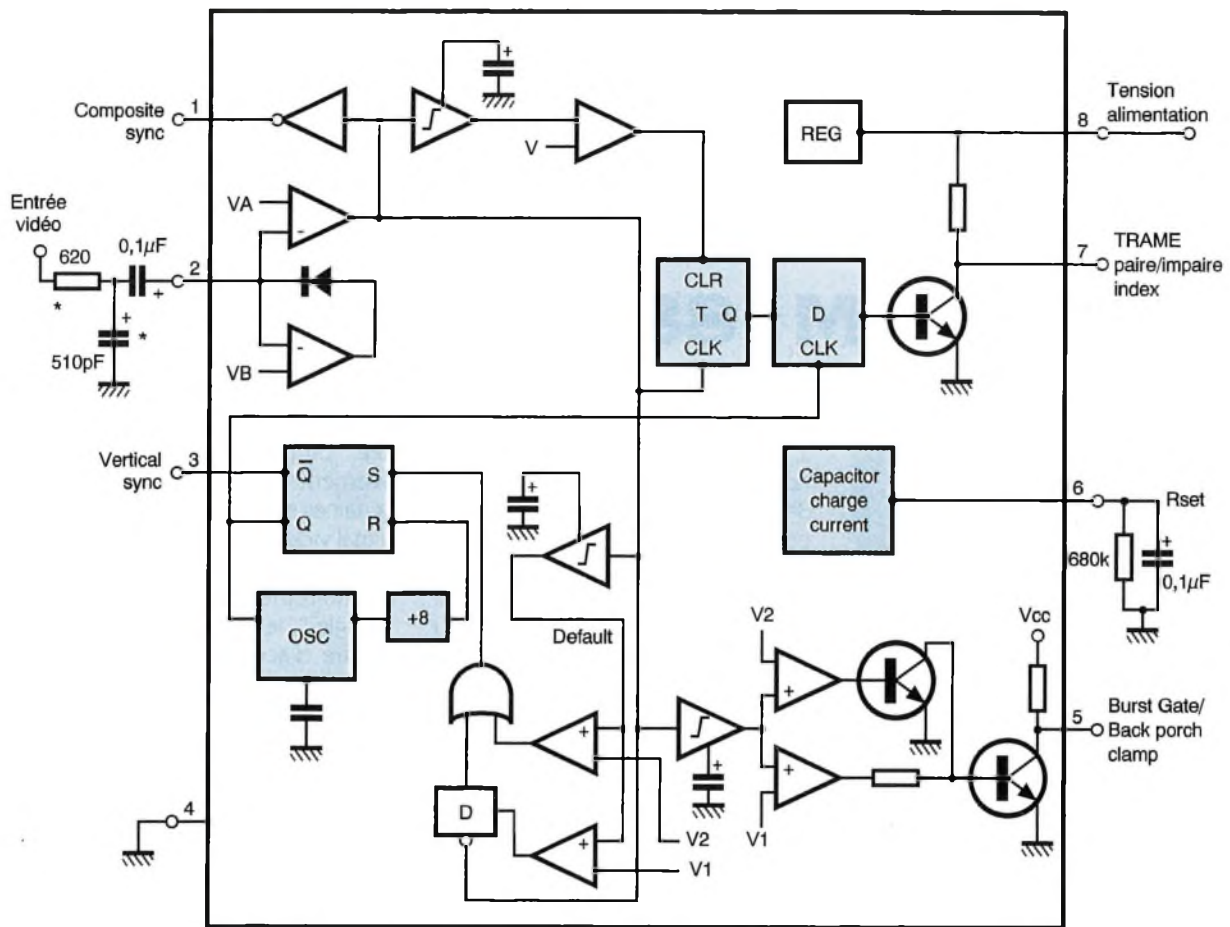 Composite
sync
1
+
V
REG
8
Tension
alimentation
Entrée
vidéo
620
*
0,1µF
+
2
+
*
510pF
VA
-
VB
-
CLR
T Q
CLK
D
CLK
7
TRAME
paire/impaire
index
Vertical
sync
3
Q̅
Q
S
R
OSC
+8
+
Default
Capacitor
charge
current
6
Rset
680k
+
0,1µF
V2
+
+
V1
+
Vcc
5
Burst Gate/
Back porch
clamp
4
D
+
+
V2
V1